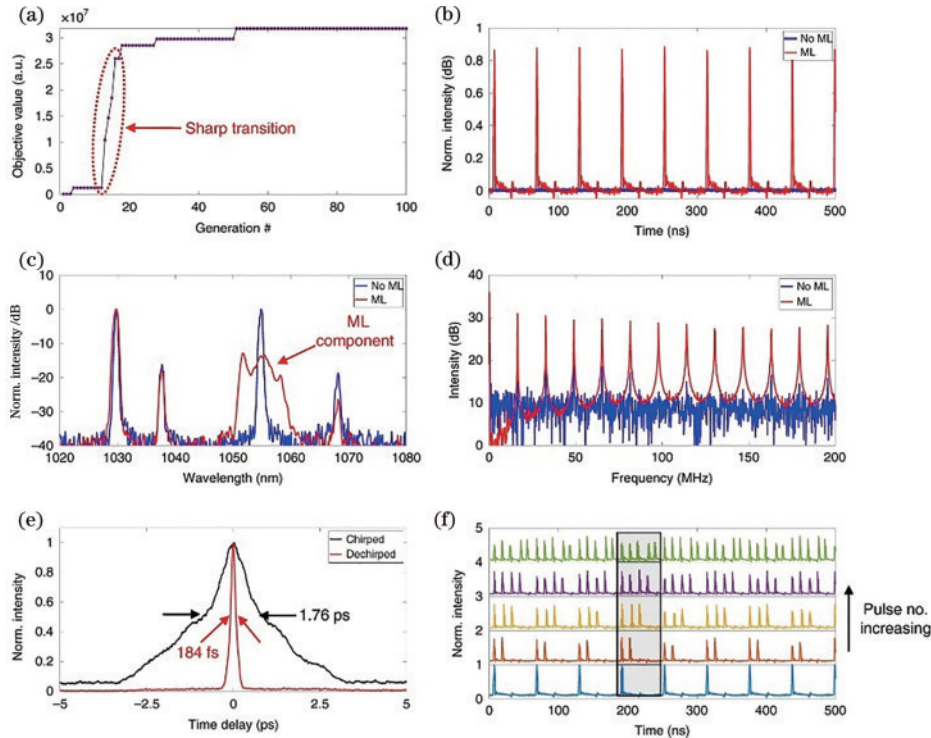 (a)
×10⁷
3
2.5
2
1.5
1
0.5
0
Objective value (a.u.)
Sharp transition
0 20 40 60 80 100
Generation #
(b)
1
0.8
0.6
0.4
0.2
0
Norm. intensity (dB)
No ML
ML
0 100 200 300 400 500
Time (ns)
(c)
10
0
−10
−20
−30
−40
Norm. intensity /dB
No ML
ML
ML
component
1020 1030 1040 1050 1060 1070 1080
Wavelength (nm)
(d)
40
30
20
10
0
Intensity (dB)
No ML
ML
0 50 100 150 200
Frequency (MHz)
(e)
1
0.8
0.6
0.4
0.2
0
Norm. intensity
Chirped
Dechirped
1.76 ps
184 fs
−5 −2.5 0 2.5 5
Time delay (ps)
(f)
5
4
3
2
1
0
Norm. intensity
Pulse no.
increasing
0 100 200 300 400 500
Time (ns)